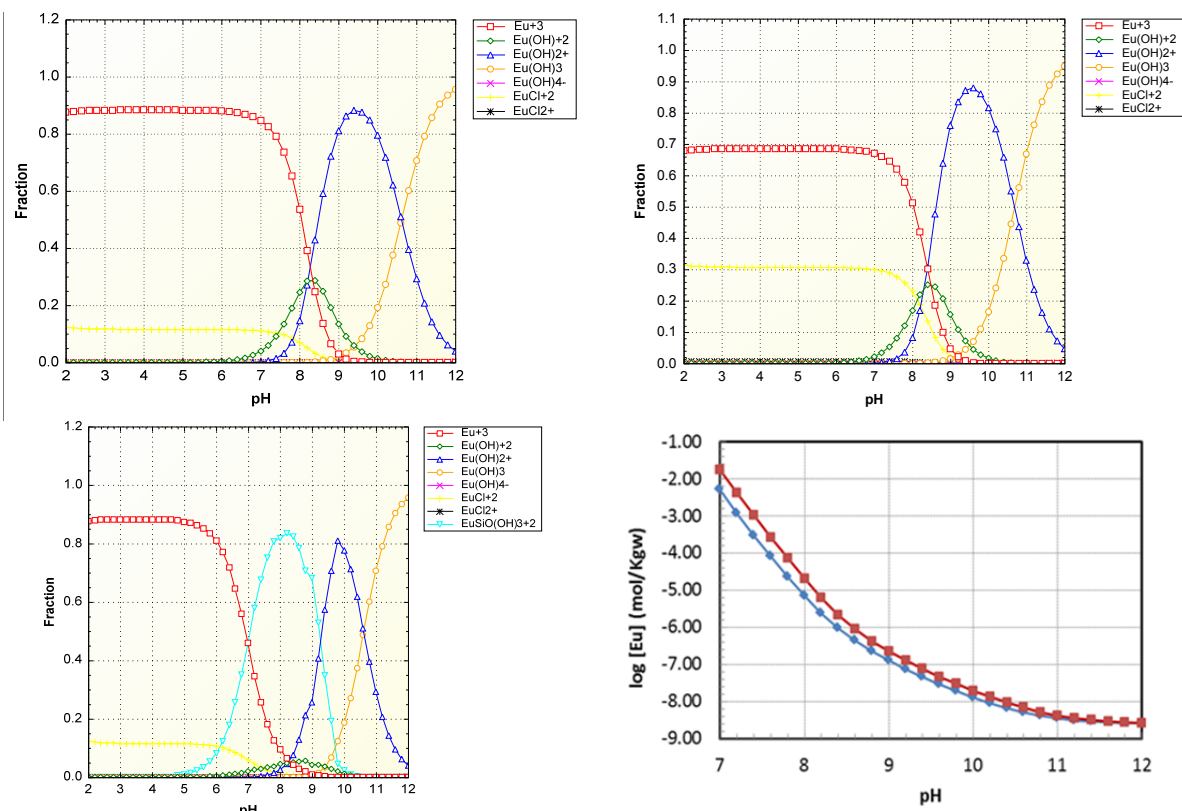 Eu+3
Eu(OH)+2
Eu(OH)2+
Eu(OH)3
Eu(OH)4-
EuCl+2
EuCl2+
1.2
1.0
0.8
0.6
0.4
0.2
0.0
Fraction
2 3 4 5 6 7 8 9 10 11 12
pH
Eu+3
Eu(OH)+2
Eu(OH)2+
Eu(OH)3
Eu(OH)4-
EuCl+2
EuCl2+
1.1
1.0
0.9
0.8
0.7
0.6
0.5
0.4
0.3
0.2
0.1
0.0
Fraction
2 3 4 5 6 7 8 9 10 11 12
pH
Eu+3
Eu(OH)+2
Eu(OH)2+
Eu(OH)3
Eu(OH)4-
EuCl+2
EuCl2+
EuSiO(OH)3+2
1.2
1.0
0.8
0.6
0.4
0.2
0.0
Fraction
2 3 4 5 6 7 8 9 10 11 12
pH
-1.00
-2.00
-3.00
-4.00
-5.00
-6.00
-7.00
-8.00
-9.00
log [Eu] (mol/Kgw)
7 8 9 10 11 12
pH